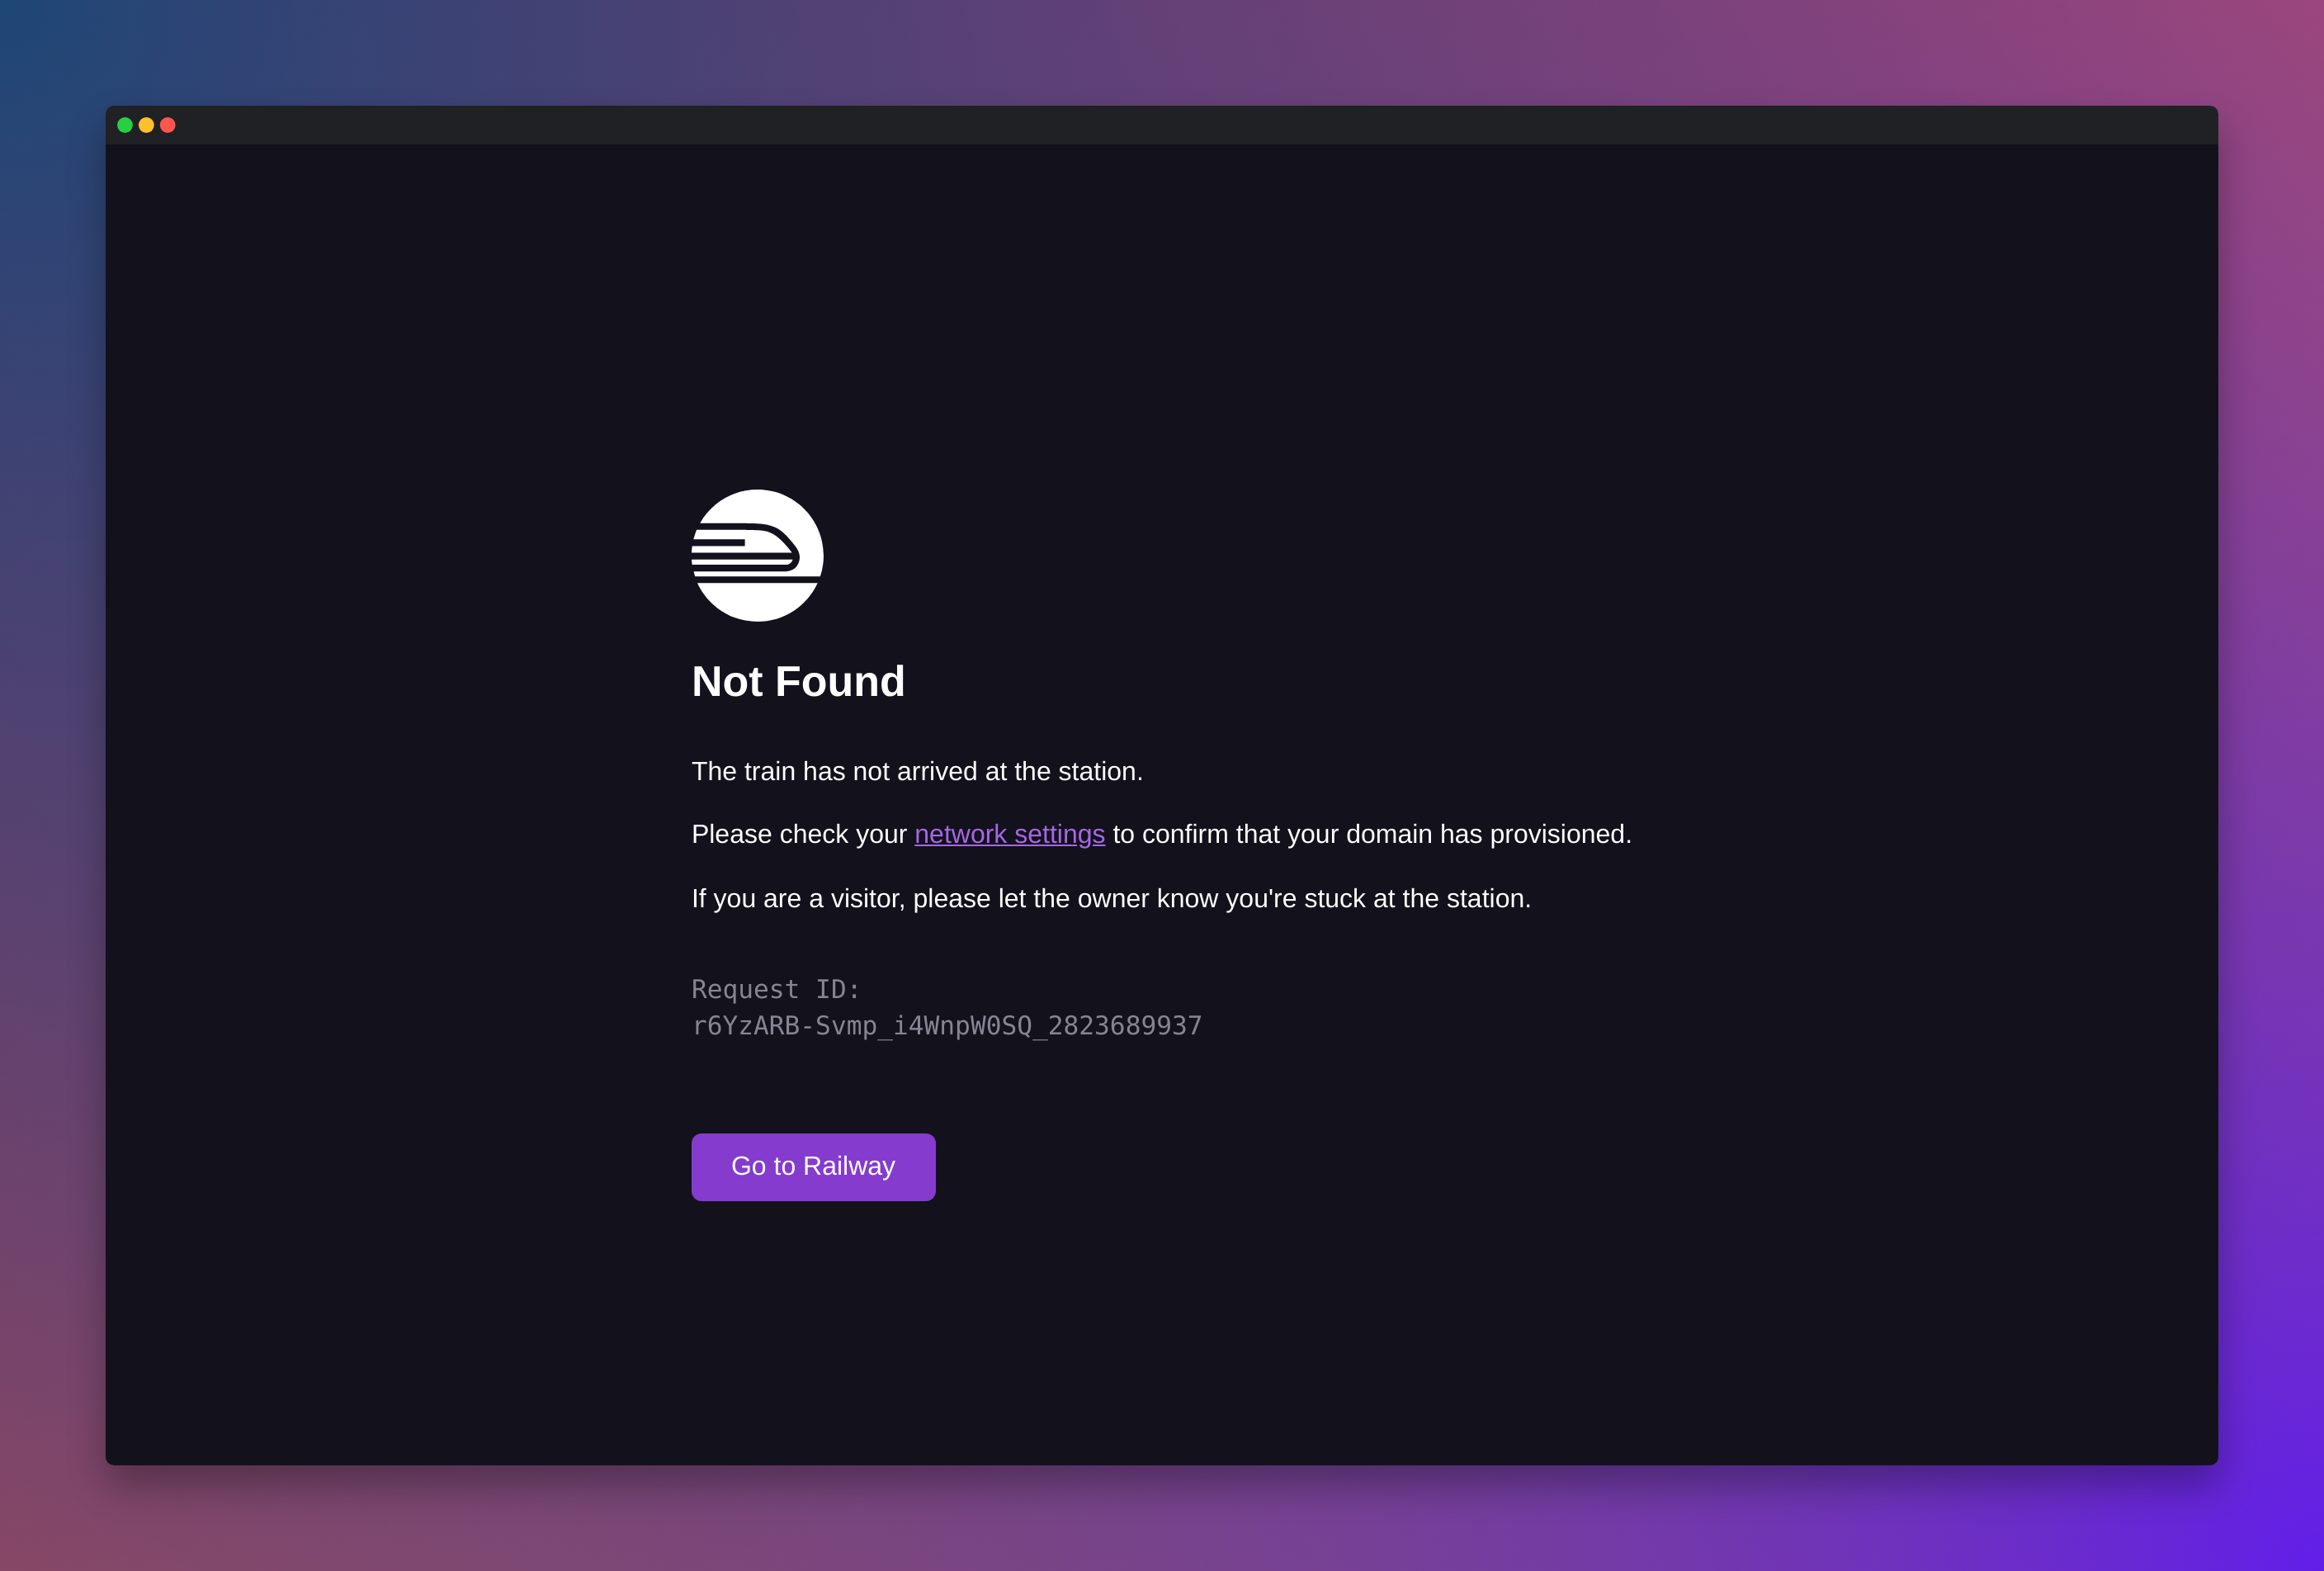 Not Found
The train has not arrived at the station.
Please check your network settings to confirm that your domain has provisioned.
If you are a visitor, please let the owner know you're stuck at the station.
Request ID:
r6YzARB-Svmp_i4WnpW0SQ_2823689937
Go to Railway